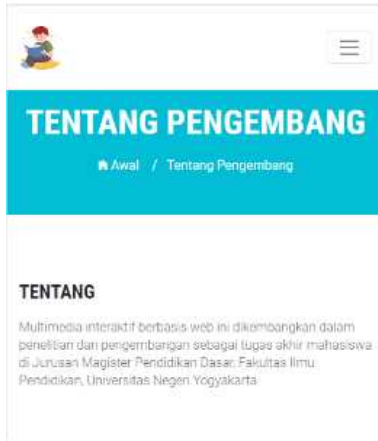 TENTANG PENGEMBANG
Awal / Tentang Pengembang
TENTANG
Multimedia interaktif berbasis web ini dikembangkan dalam
penelitian dan pengembangan sebagai tugas akhir mahasiswa
di Jurusan Magister Pendidikan Dasar, Fakultas Ilmu
Pendidikan, Universitas Negeri Yogyakarta